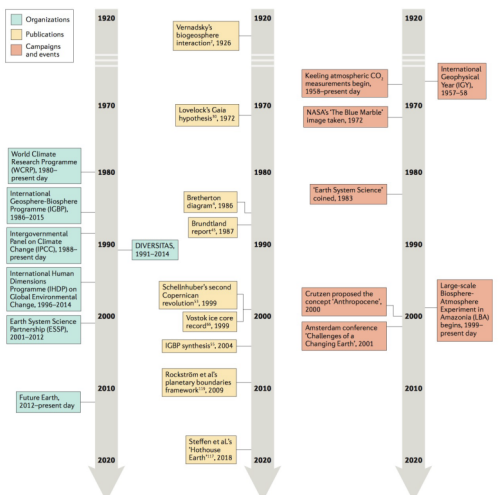 Organizations
Publications
Campaigns
and events
1920
1970
1980
1990
2000
2010
2020
World Climate
Research Programme
(WCRP), 1980–
present day
International
Geosphere-Biosphere
Programme (IGBP),
1986–2015
Intergovernmental
Panel on Climate
Change (IPCC), 1988–
present day
DIVERSITAS,
1991–2014
International Human
Dimensions
Programme (IHDP) on
Global Environmental
Change, 1996–2014
Earth System Science
Partnership (ESSP),
2001–2012
Future Earth,
2012–present day
1920
1970
1980
1990
2000
2010
2020
Vernadsky's
biogeosphere
interaction, 1926
Lovelock's Gaia
hypothesis, 1972
Bretherton
diagram, 1986
Brundtland
report, 1987
Schellnhuber's second
Copernican
revolution, 1999
Vostok ice core
record, 1999
IGBP synthesis, 2004
Rockström et al's
planetary boundaries
framework, 2009
Steffen et al.'s
'Hothouse
Earth', 2018
1920
1970
1980
1990
2000
2010
2020
Keeling atmospheric CO₂
measurements begin,
1958–present day
International
Geophysical
Year (IGY),
1957–58
NASA's 'The Blue Marble'
image taken, 1972
'Earth System Science'
coined, 1983
Crutzen proposed the
concept 'Anthropocene',
2000
Amsterdam conference
'Challenges of a
Changing Earth', 2001
Large-scale
Biosphere-
Atmosphere
Experiment in
Amazonia (LBA)
begins, 1999–
present day